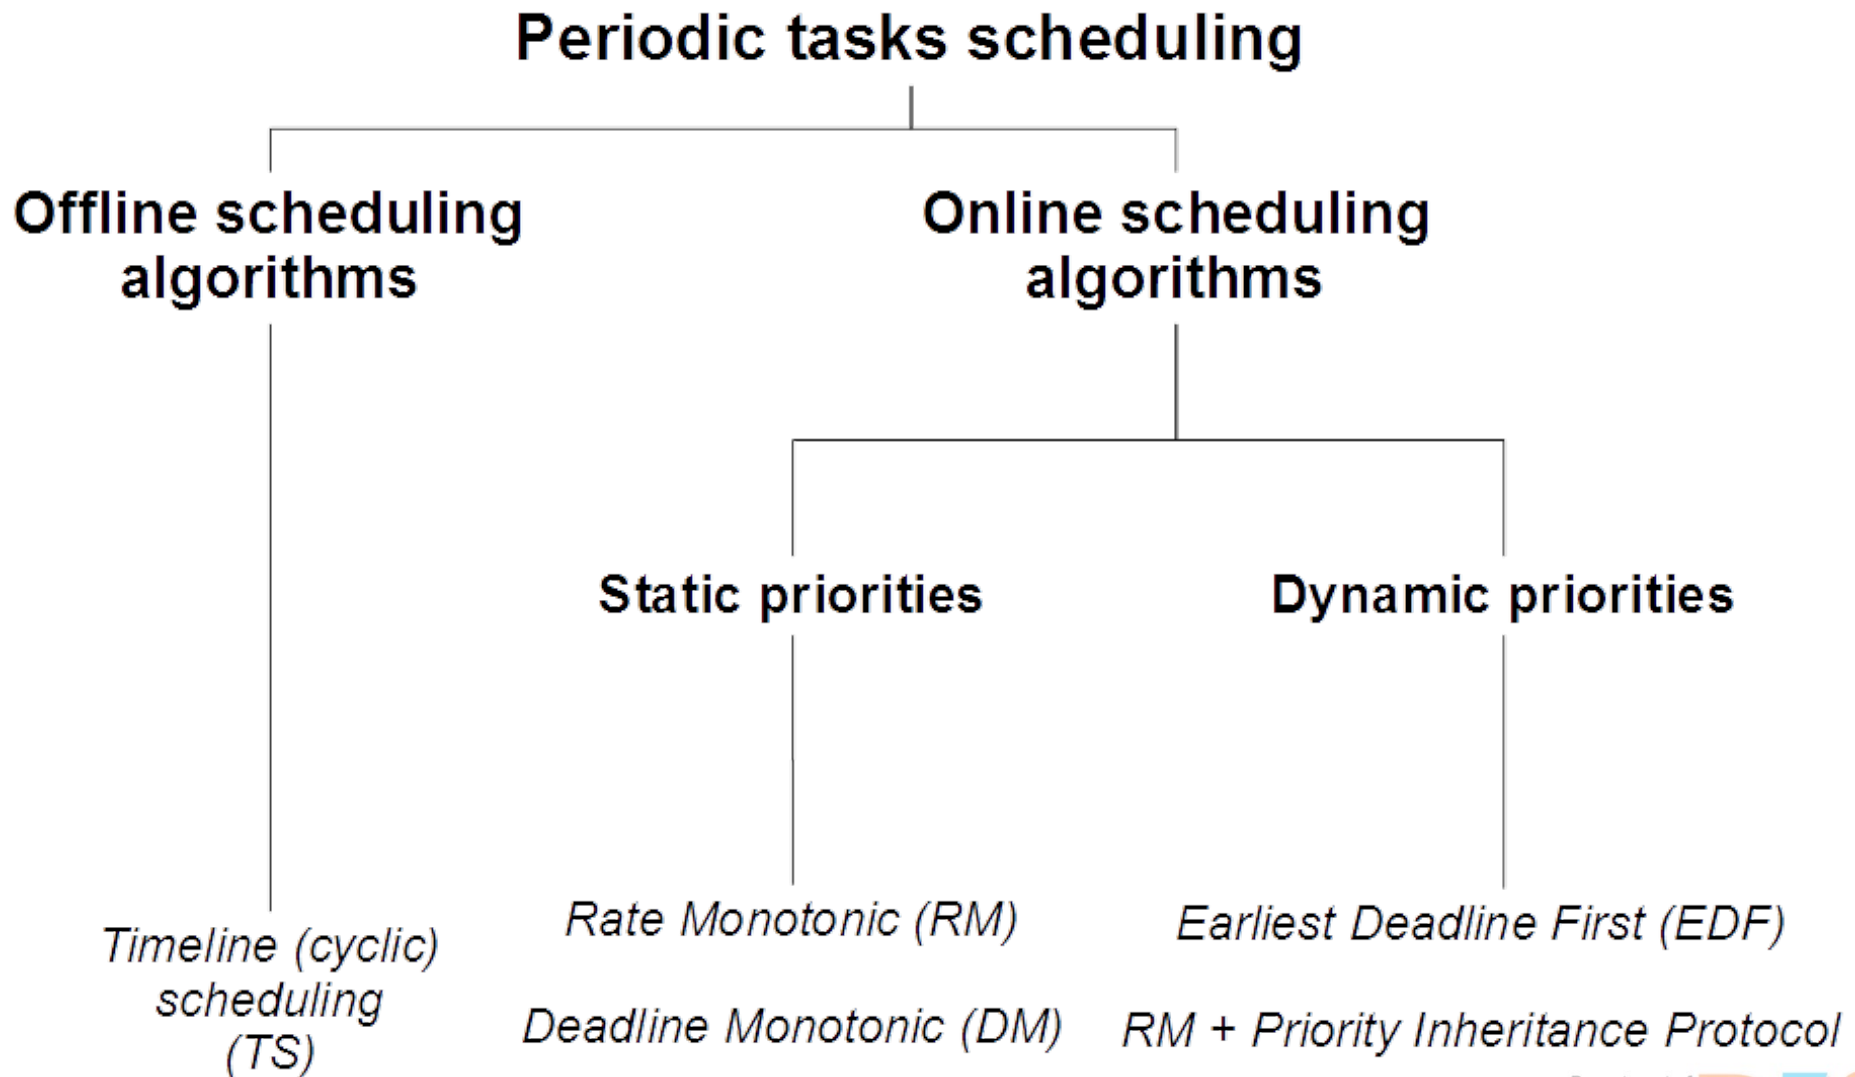 Periodic tasks scheduling
Offline scheduling
algorithms
Online scheduling
algorithms
Static priorities
Dynamic priorities
Timeline (cyclic)
scheduling
(TS)
Rate Monotonic (RM)
Deadline Monotonic (DM)
Earliest Deadline First (EDF)
RM + Priority Inheritance Protocol